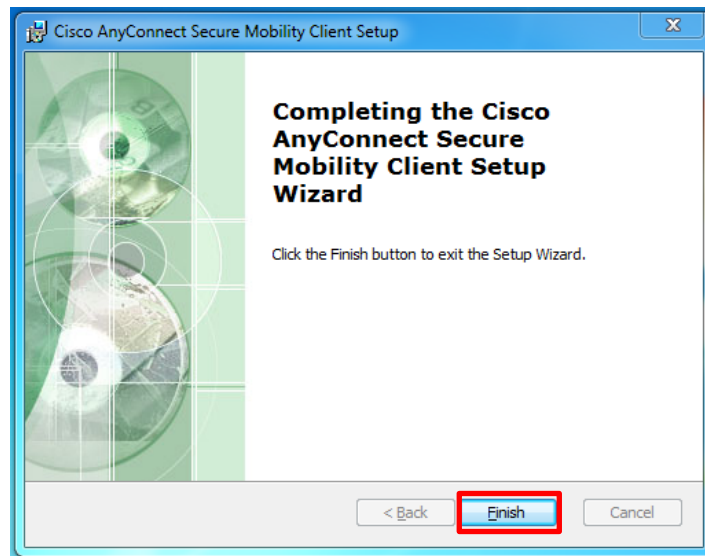 Cisco AnyConnect Secure Mobility Client Setup
Completing the Cisco
AnyConnect Secure
Mobility Client Setup
Wizard
Click the Finish button to exit the Setup Wizard.
< Back Finish Cancel